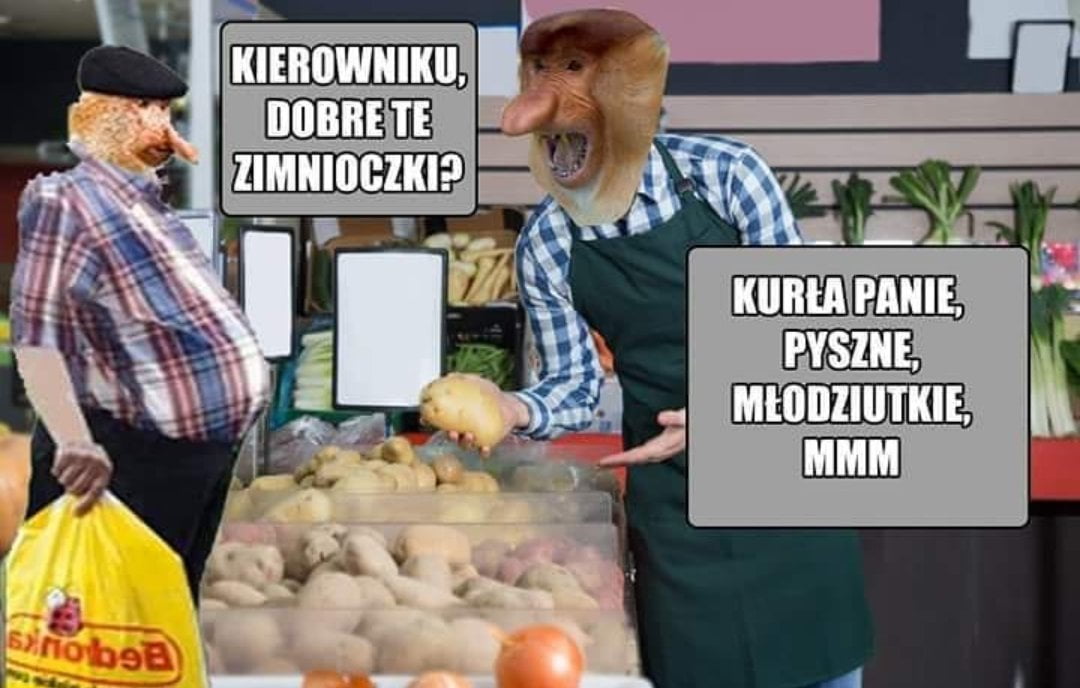 KIEROWNIKU,
DOBRE TE
ZIMNIOCZKI?
KURŁA PANIE,
PYSZNE,
MŁODZIUTKIE,
MMM
Biedronka